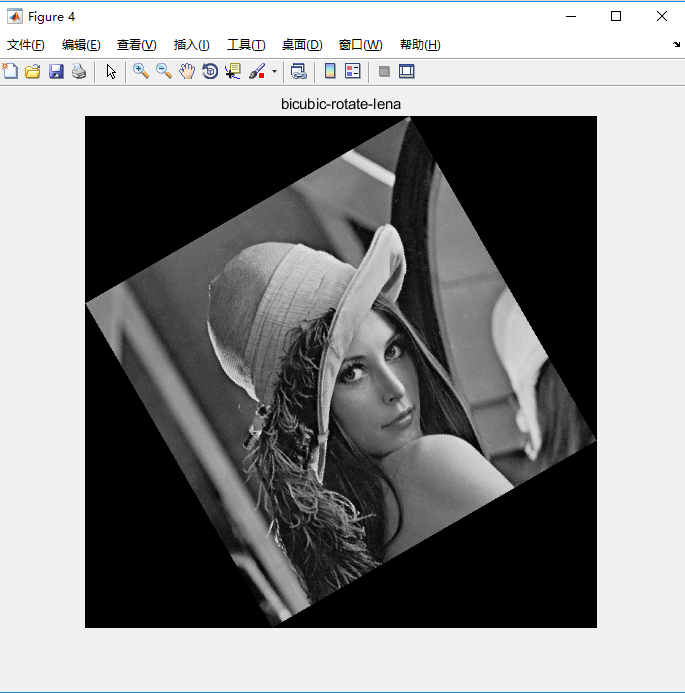 Figure 4
文件(F) 编辑(E) 查看(V) 插入(I) 工具(T) 桌面(D) 窗口(W) 帮助(H)
bicubic-rotate-lena